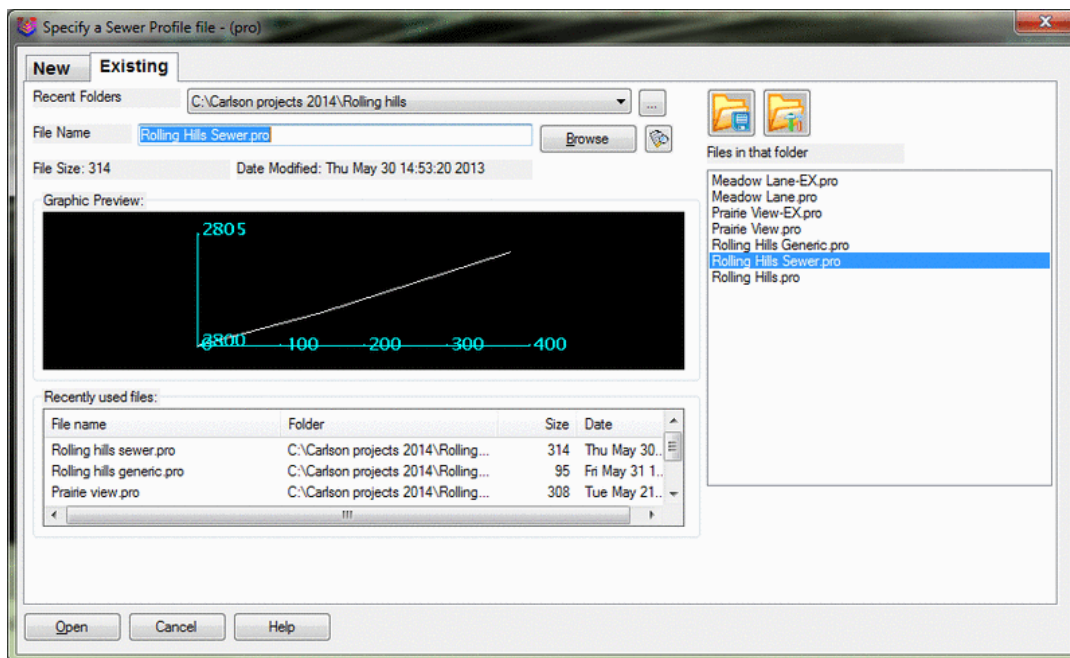 Specify a Sewer Profile file - (pro)
New Existing
Recent Folders C:\Carlson projects 2014\Rolling hills ...
File Name Rolling Hills Sewer.pro Browse
File Size: 314 Date Modified: Thu May 30 14:53:20 2013
Files in that folder
Meadow Lane-EX.pro
Meadow Lane.pro
Prairie View-EX.pro
Prairie View.pro
Rolling Hills Generic.pro
Rolling Hills Sewer.pro
Rolling Hills.pro
Graphic Preview:
2805
2800
0 100 200 300 400
Recently used files:
File name Folder Size Date
Rolling hills sewer.pro C:\Carlson projects 2014\Rolling... 314 Thu May 30..
Rolling hills generic.pro C:\Carlson projects 2014\Rolling... 95 Fri May 31 1..
Prairie view.pro C:\Carlson projects 2014\Rolling... 308 Tue May 21..
Open Cancel Help